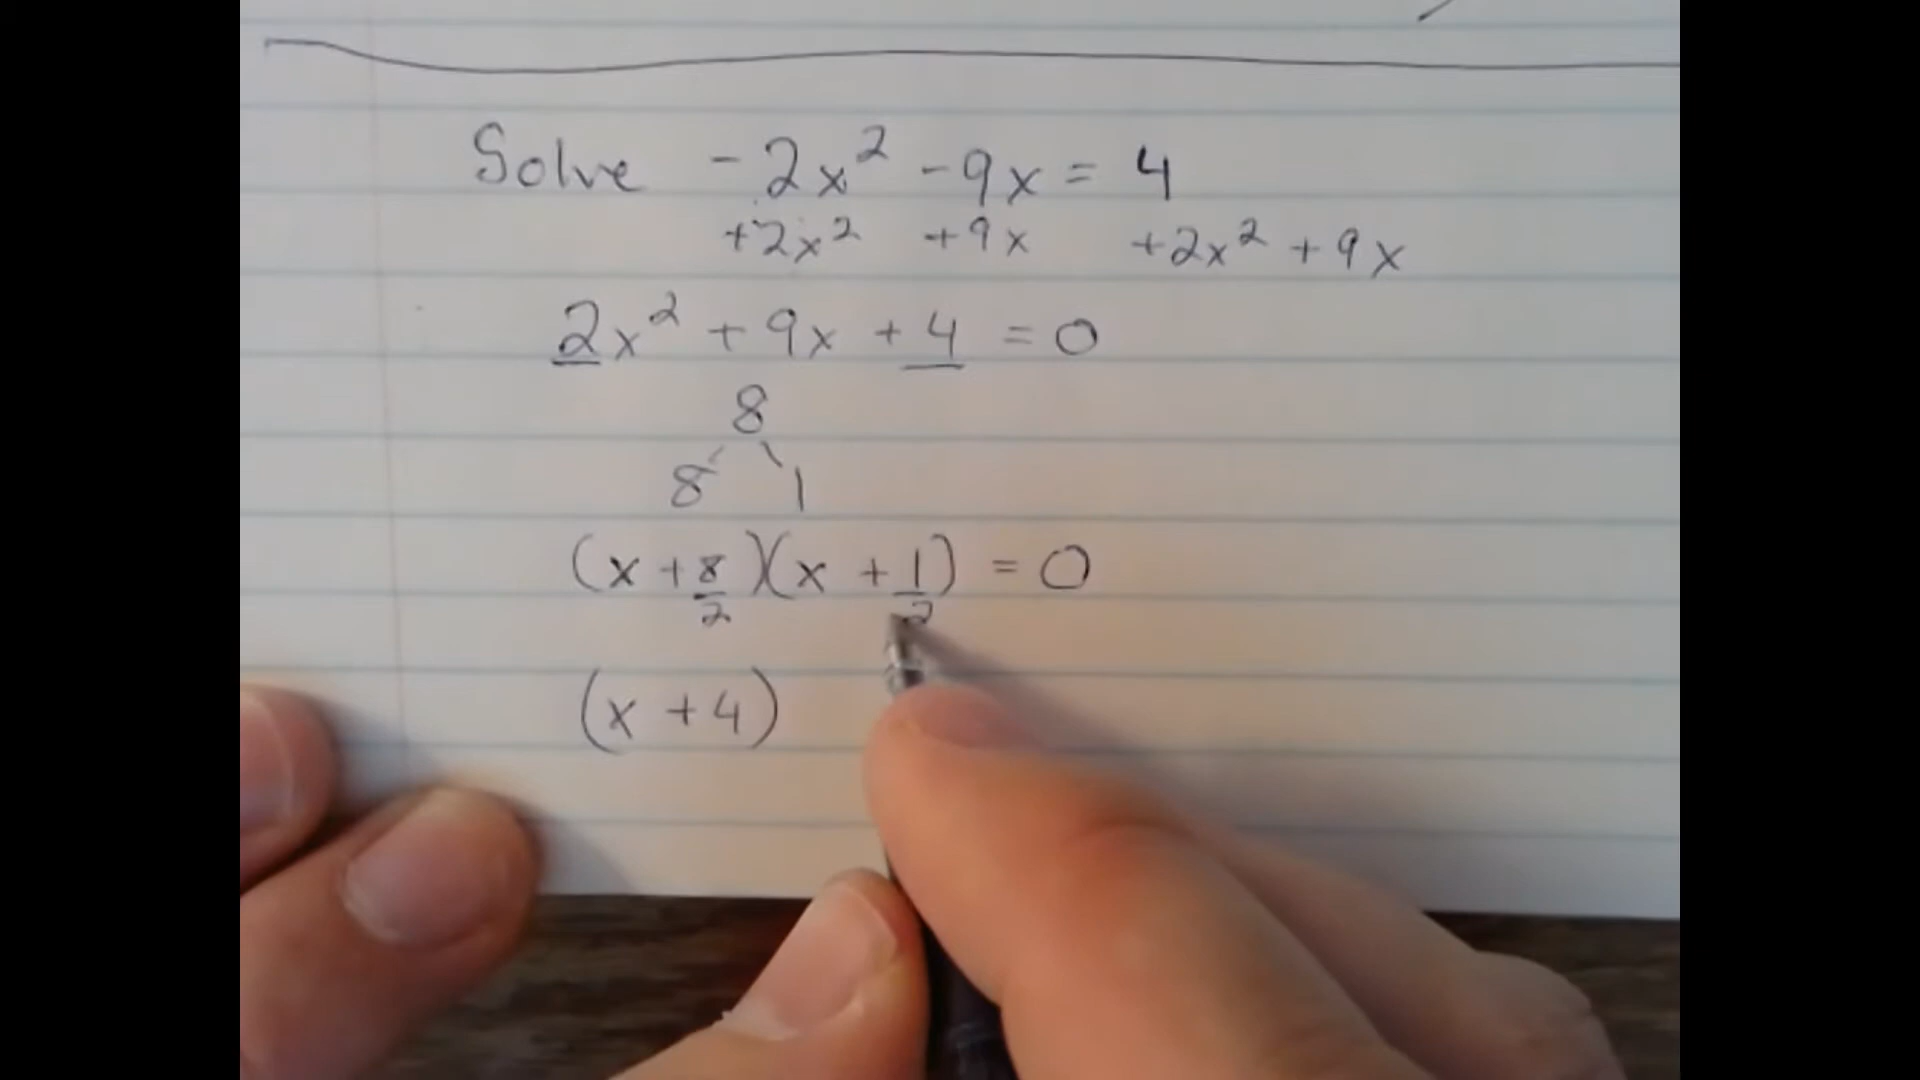 Solve -2x² -9x = 4
+2x² +9x +2x² +9x
2x² + 9x + 4 = 0
8
8 1
(x + 8/2)(x + 1/2) = 0
(x + 4)